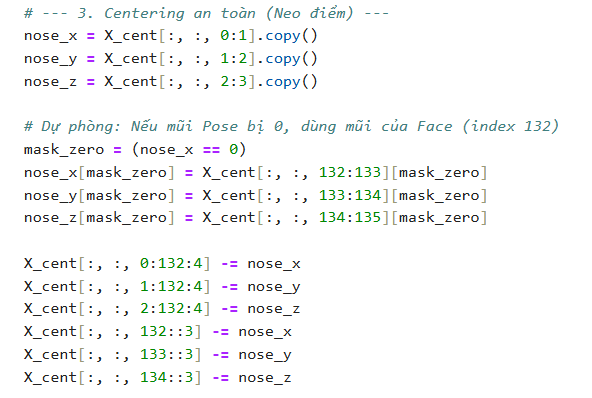 # --- 3. Centering an toàn (Neo điểm) ---
nose_x = X_cent[:, :, 0:1].copy()
nose_y = X_cent[:, :, 1:2].copy()
nose_z = X_cent[:, :, 2:3].copy()
# Dự phòng: Nếu mũi Pose bị 0, dùng mũi của Face (index 132)
mask_zero = (nose_x == 0)
nose_x[mask_zero] = X_cent[:, :, 132:133][mask_zero]
nose_y[mask_zero] = X_cent[:, :, 133:134][mask_zero]
nose_z[mask_zero] = X_cent[:, :, 134:135][mask_zero]
X_cent[:, :, 0:132:4] -= nose_x
X_cent[:, :, 1:132:4] -= nose_y
X_cent[:, :, 2:132:4] -= nose_z
X_cent[:, :, 132::3] -= nose_x
X_cent[:, :, 133::3] -= nose_y
X_cent[:, :, 134::3] -= nose_z